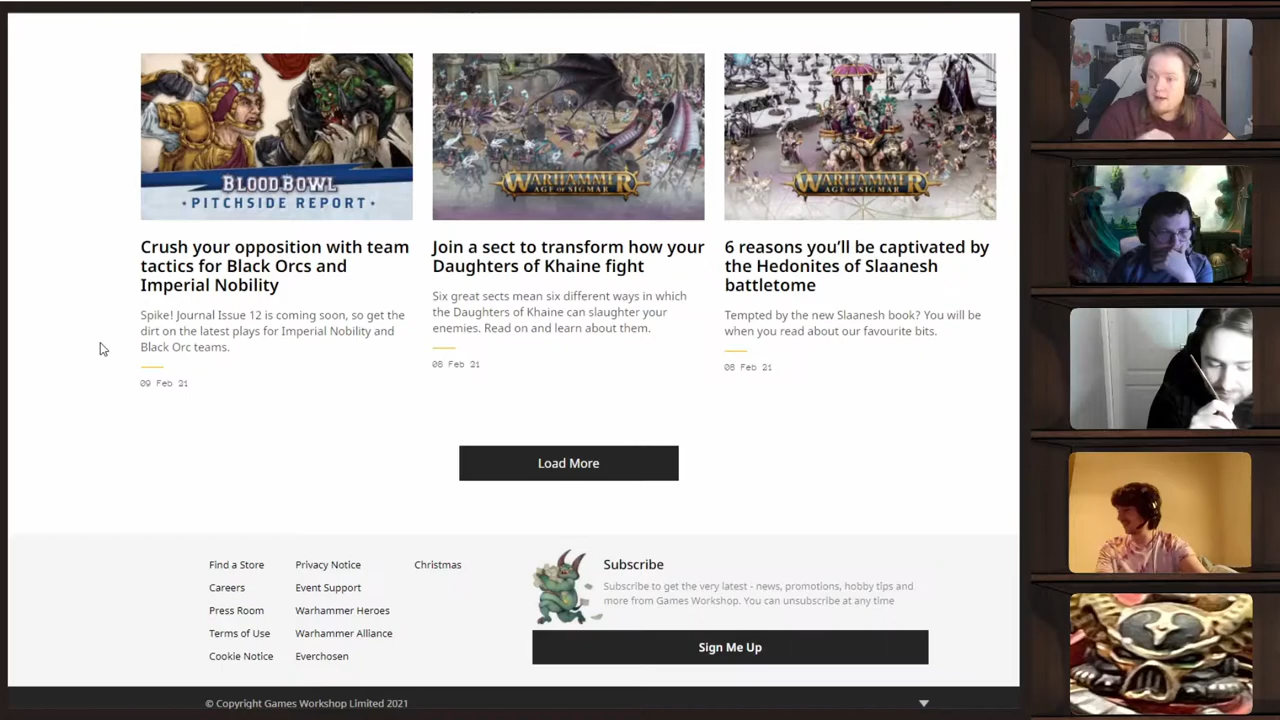 BLOOD BOWL
• PITCHSIDE REPORT •
WARHAMMER
AGE OF SIGMAR
WARHAMMER
AGE OF SIGMAR
Crush your opposition with team
tactics for Black Orcs and
Imperial Nobility
Spike! Journal Issue 12 is coming soon, so get the
dirt on the latest plays for Imperial Nobility and
Black Orc teams.
09 Feb 21
Join a sect to transform how your
Daughters of Khaine fight
Six great sects mean six different ways in which
the Daughters of Khaine can slaughter your
enemies. Read on and learn about them.
08 Feb 21
6 reasons you'll be captivated by
the Hedonites of Slaanesh
battletome
Tempted by the new Slaanesh book? You will be
when you read about our favourite bits.
08 Feb 21
Load More
Find a Store
Careers
Press Room
Terms of Use
Cookie Notice
Privacy Notice
Event Support
Warhammer Heroes
Warhammer Alliance
Everchosen
Christmas
Subscribe
Subscribe to get the very latest - news, promotions, hobby tips and
more from Games Workshop. You can unsubscribe at any time
Sign Me Up
© Copyright Games Workshop Limited 2021